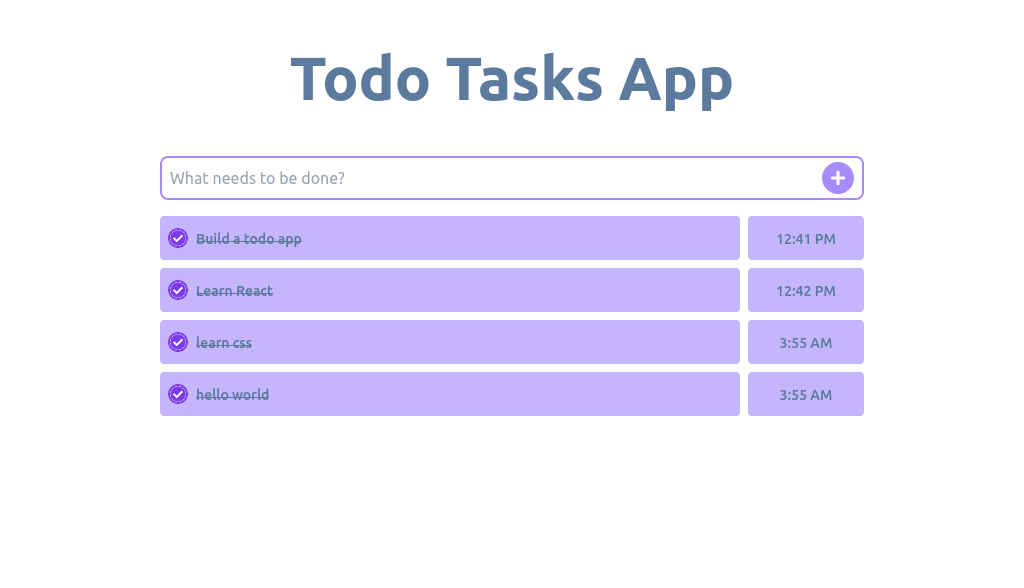 Todo Tasks App
What needs to be done?
Build a todo app 12:41 PM
Learn React 12:42 PM
learn css 3:55 AM
hello world 3:55 AM